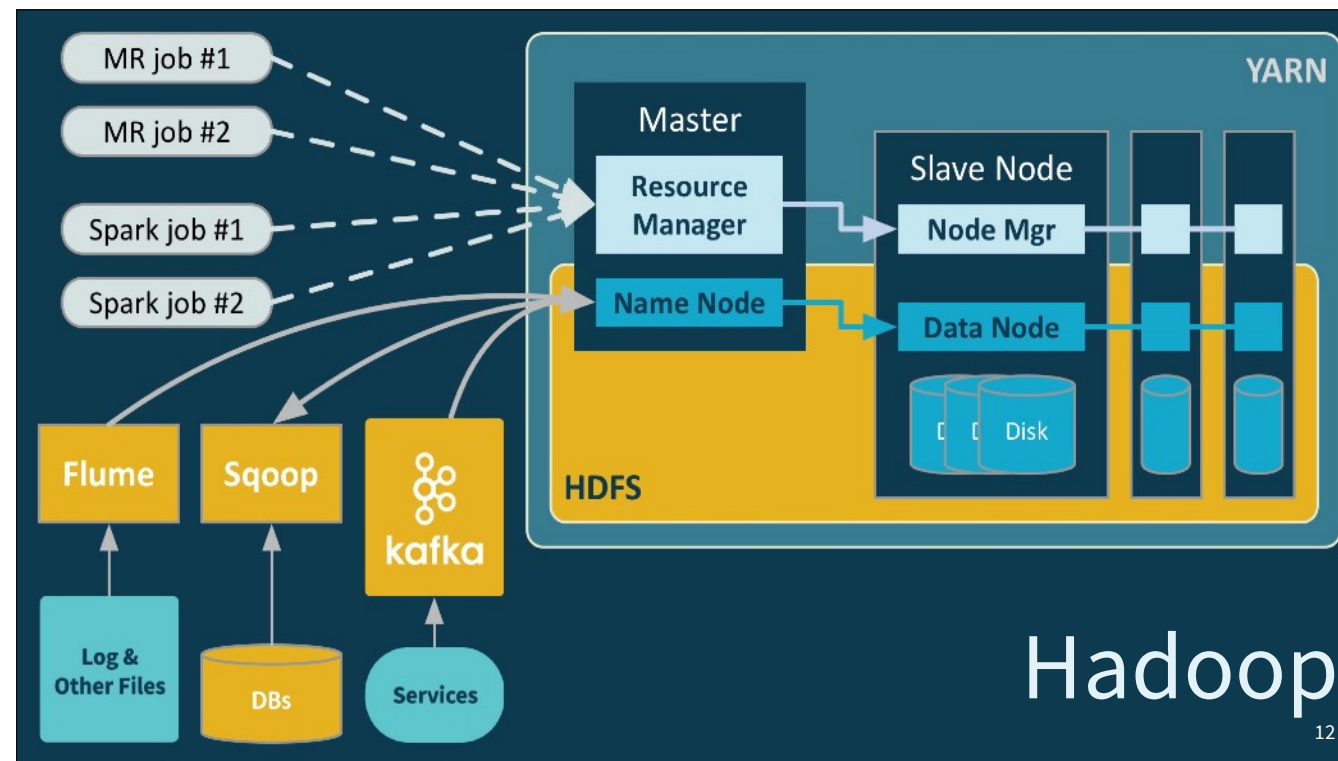 MR job #1
MR job #2
Spark job #1
Spark job #2
YARN
Master
Resource
Manager
Name Node
Slave Node
Node Mgr
Data Node
D
D
Disk
HDFS
Flume
Sqoop
kafka
Log &
Other Files
DBs
Services
Hadoop
12